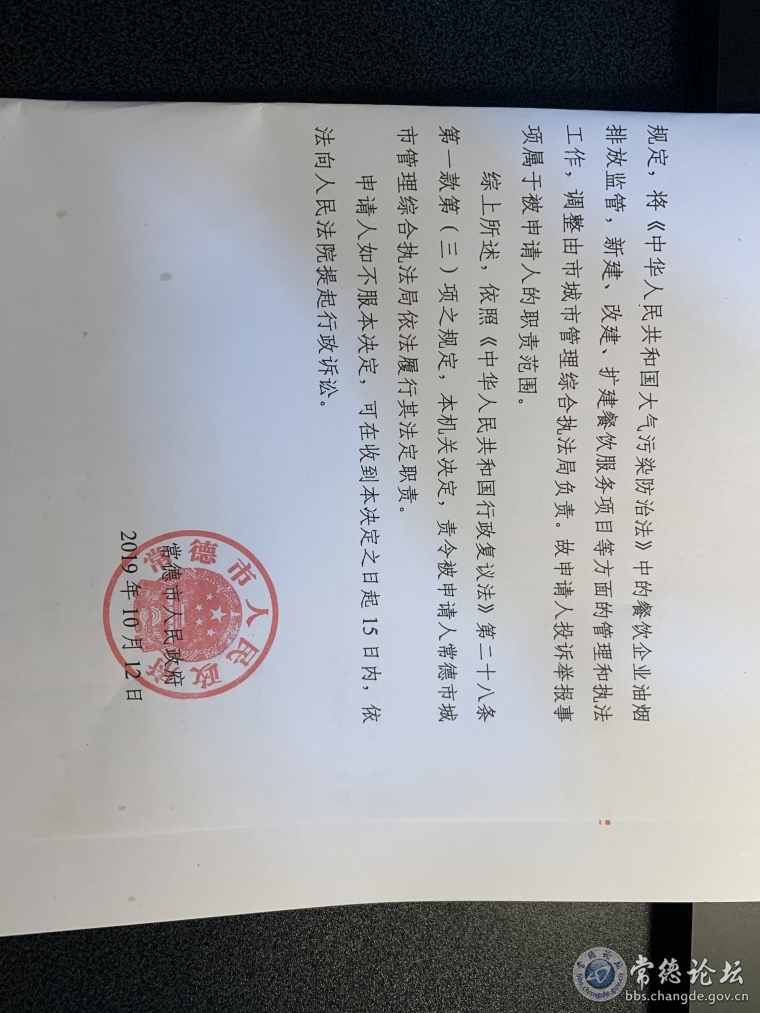 规定，将《中华人民共和国大气污染防治法》中的餐饮企业油烟
排放监管，新建、改建、扩建餐饮服务项目等方面的管理和执法
工作，调整由市城市管理综合执法局负责。故申请人投诉举报事
项属于被申请人的职责范围。
综上所述，依照《中华人民共和国行政复议法》第二十八条
第一款第（三）项之规定，本机关决定，责令被申请人常德市城
市管理综合执法局依法履行其法定职责。
申请人如不服本决定，可在收到本决定之日起15日内，依
法向人民法院提起行政诉讼。
常德市人民政府
常德市人民政府
2019年10月12日
常德论坛
常德论坛
bbs.changde.gov.cn